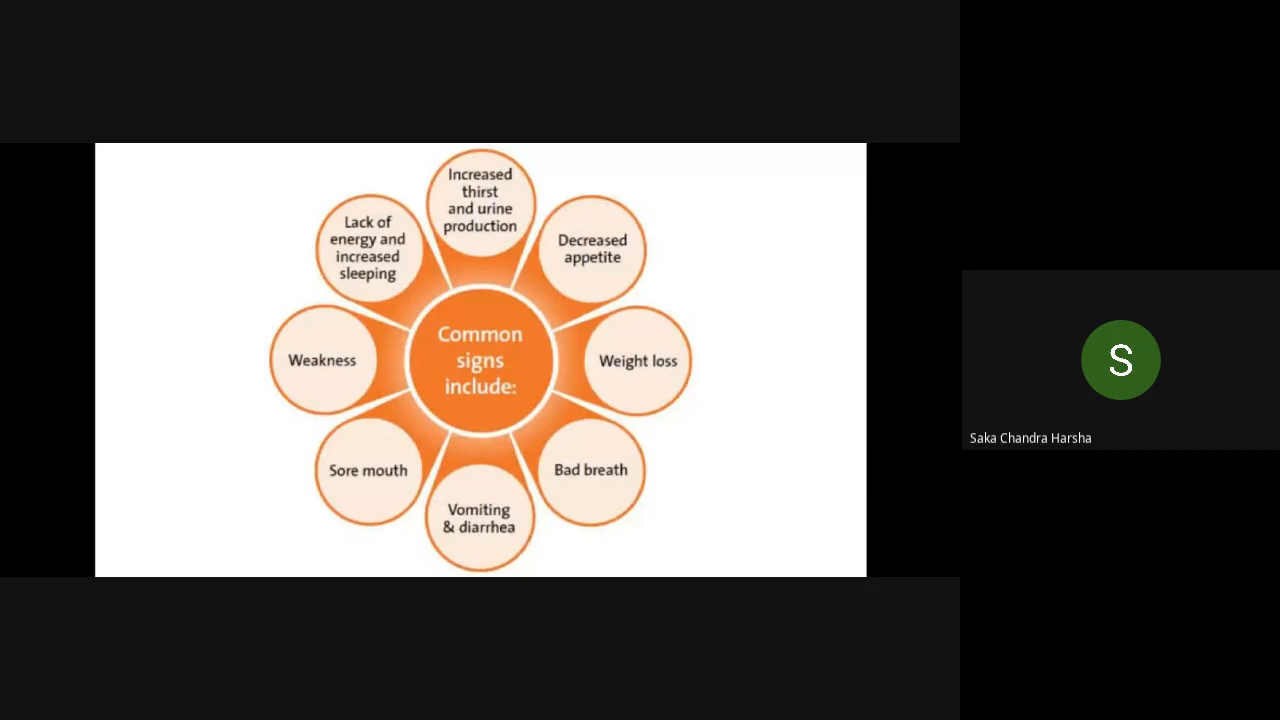 Increased
thirst
and urine
production
Decreased
appetite
Weight loss
Bad breath
Vomiting
& diarrhea
Sore mouth
Weakness
Lack of
energy and
increased
sleeping
Common
signs
include:
S
Saka Chandra Harsha